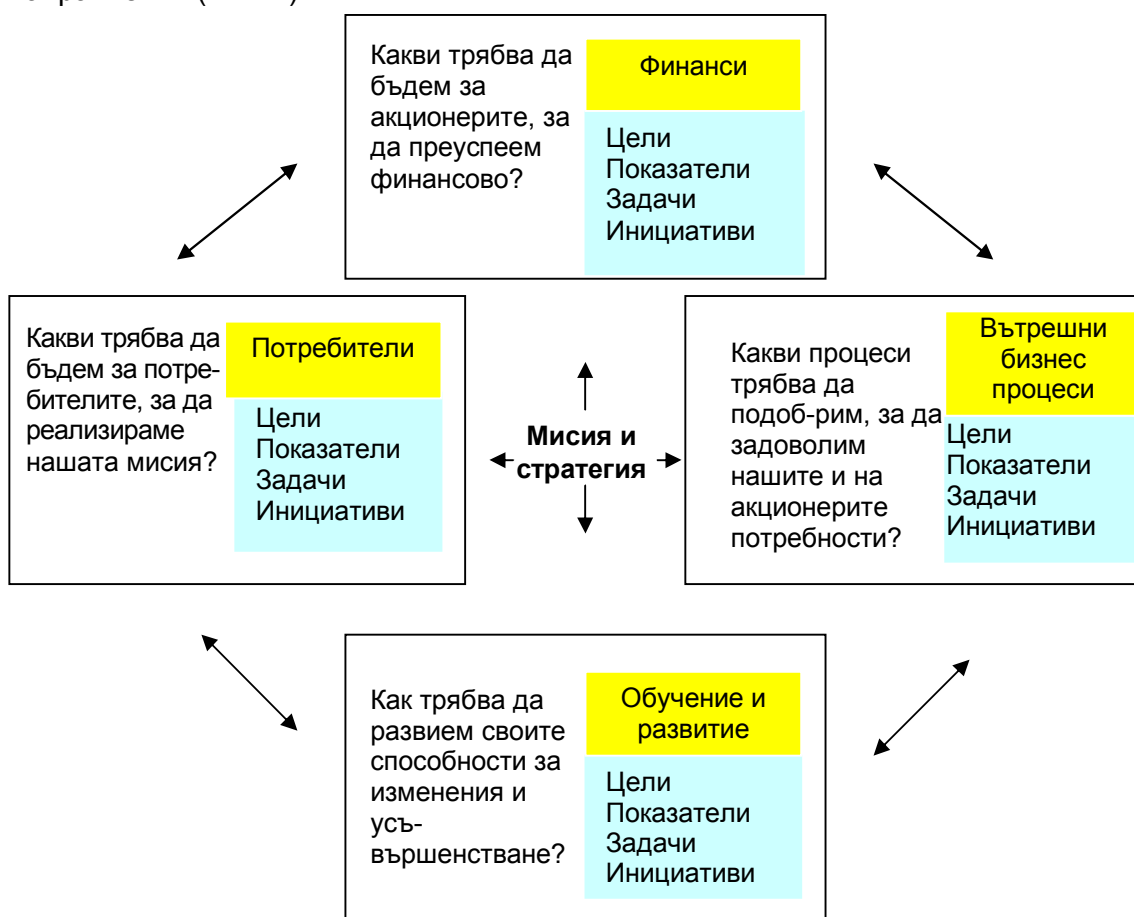 Какви трябва да
бъдем за
акционерите, за
да преуспеем
финансово?
Финанси
Цели
Показатели
Задачи
Инициативи
Какви трябва да
бъдем за потре-
бителите, за да
реализираме
нашата мисия?
Потребители
Цели
Показатели
Задачи
Инициативи
Мисия и
стратегия
Какви процеси
трябва да
подоб-рим, за да
задоволим
нашите и на
акционерите
потребности?
Вътрешни
бизнес
процеси
Цели
Показатели
Задачи
Инициативи
Как трябва да
развием своите
способности за
изменения и
усъ-
вършенстване?
Обучение и
развитие
Цели
Показатели
Задачи
Инициативи